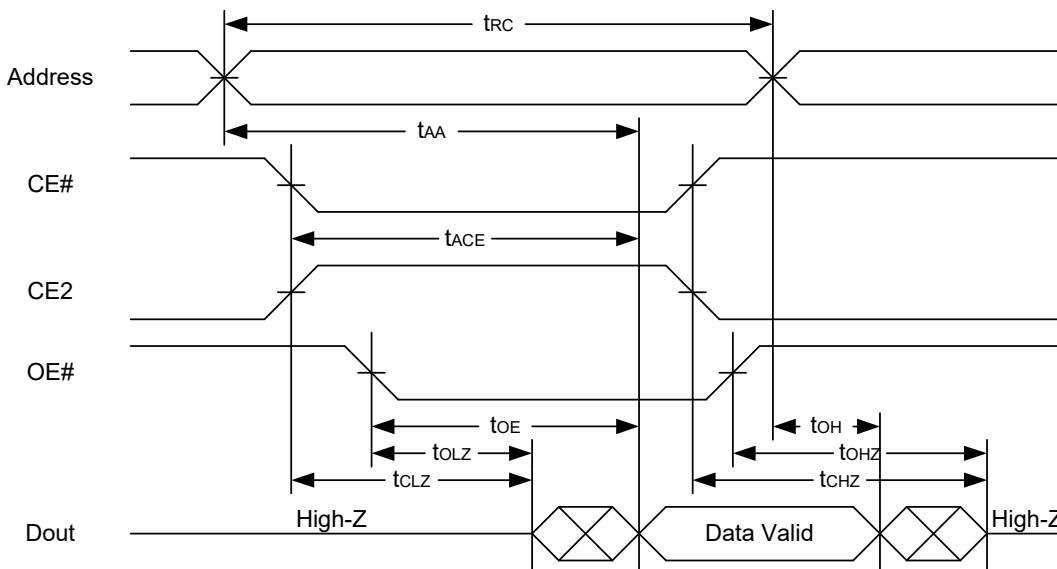 tRC
Address
tAA
CE#
tACE
CE2
OE#
tOE
tOH
tOLZ
tOHZ
tCLZ
tCHZ
High-Z
Data Valid
High-Z
Dout